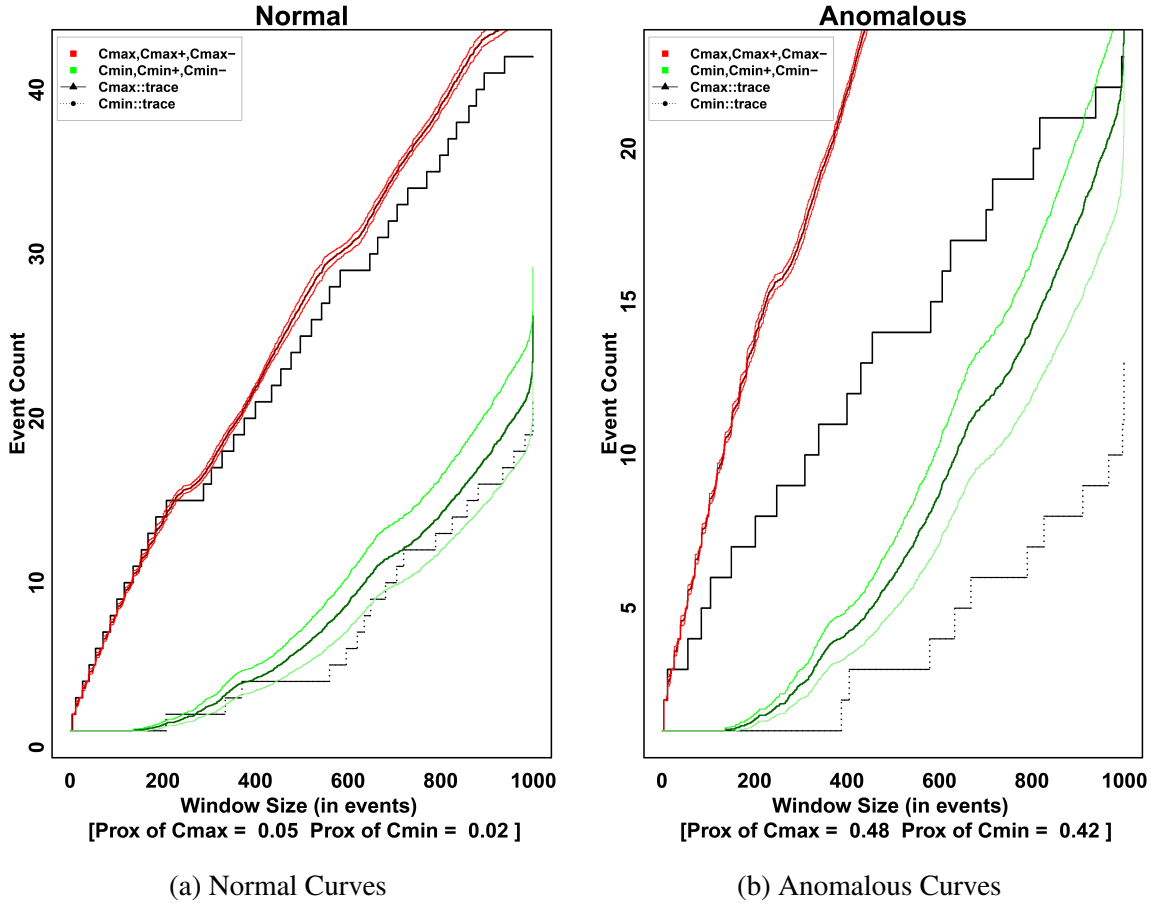 Normal
Cmax,Cmax+,Cmax−
Cmin,Cmin+,Cmin−
Cmax::trace
Cmin::trace
Event Count
40
30
20
10
0
0 200 400 600 800 1000
Window Size (in events)
[Prox of Cmax = 0.05 Prox of Cmin = 0.02 ]
(a) Normal Curves
Anomalous
Cmax,Cmax+,Cmax−
Cmin,Cmin+,Cmin−
Cmax::trace
Cmin::trace
Event Count
20
15
10
5
0 200 400 600 800 1000
Window Size (in events)
[Prox of Cmax = 0.48 Prox of Cmin = 0.42 ]
(b) Anomalous Curves